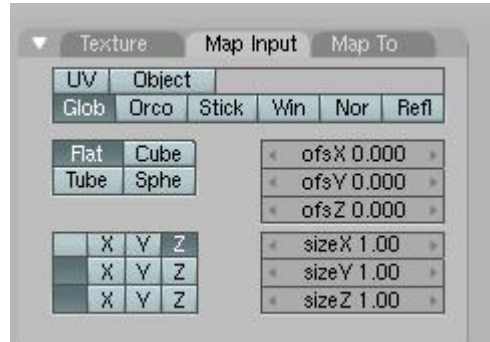 Texture Map Input Map To
UV Object
Glob Orco Stick Win Nor Refl
Flat Cube
Tube Sphe
ofsX 0.000
ofsY 0.000
ofsZ 0.000
X Y Z
X Y Z
X Y Z
sizeX 1.00
sizeY 1.00
sizeZ 1.00